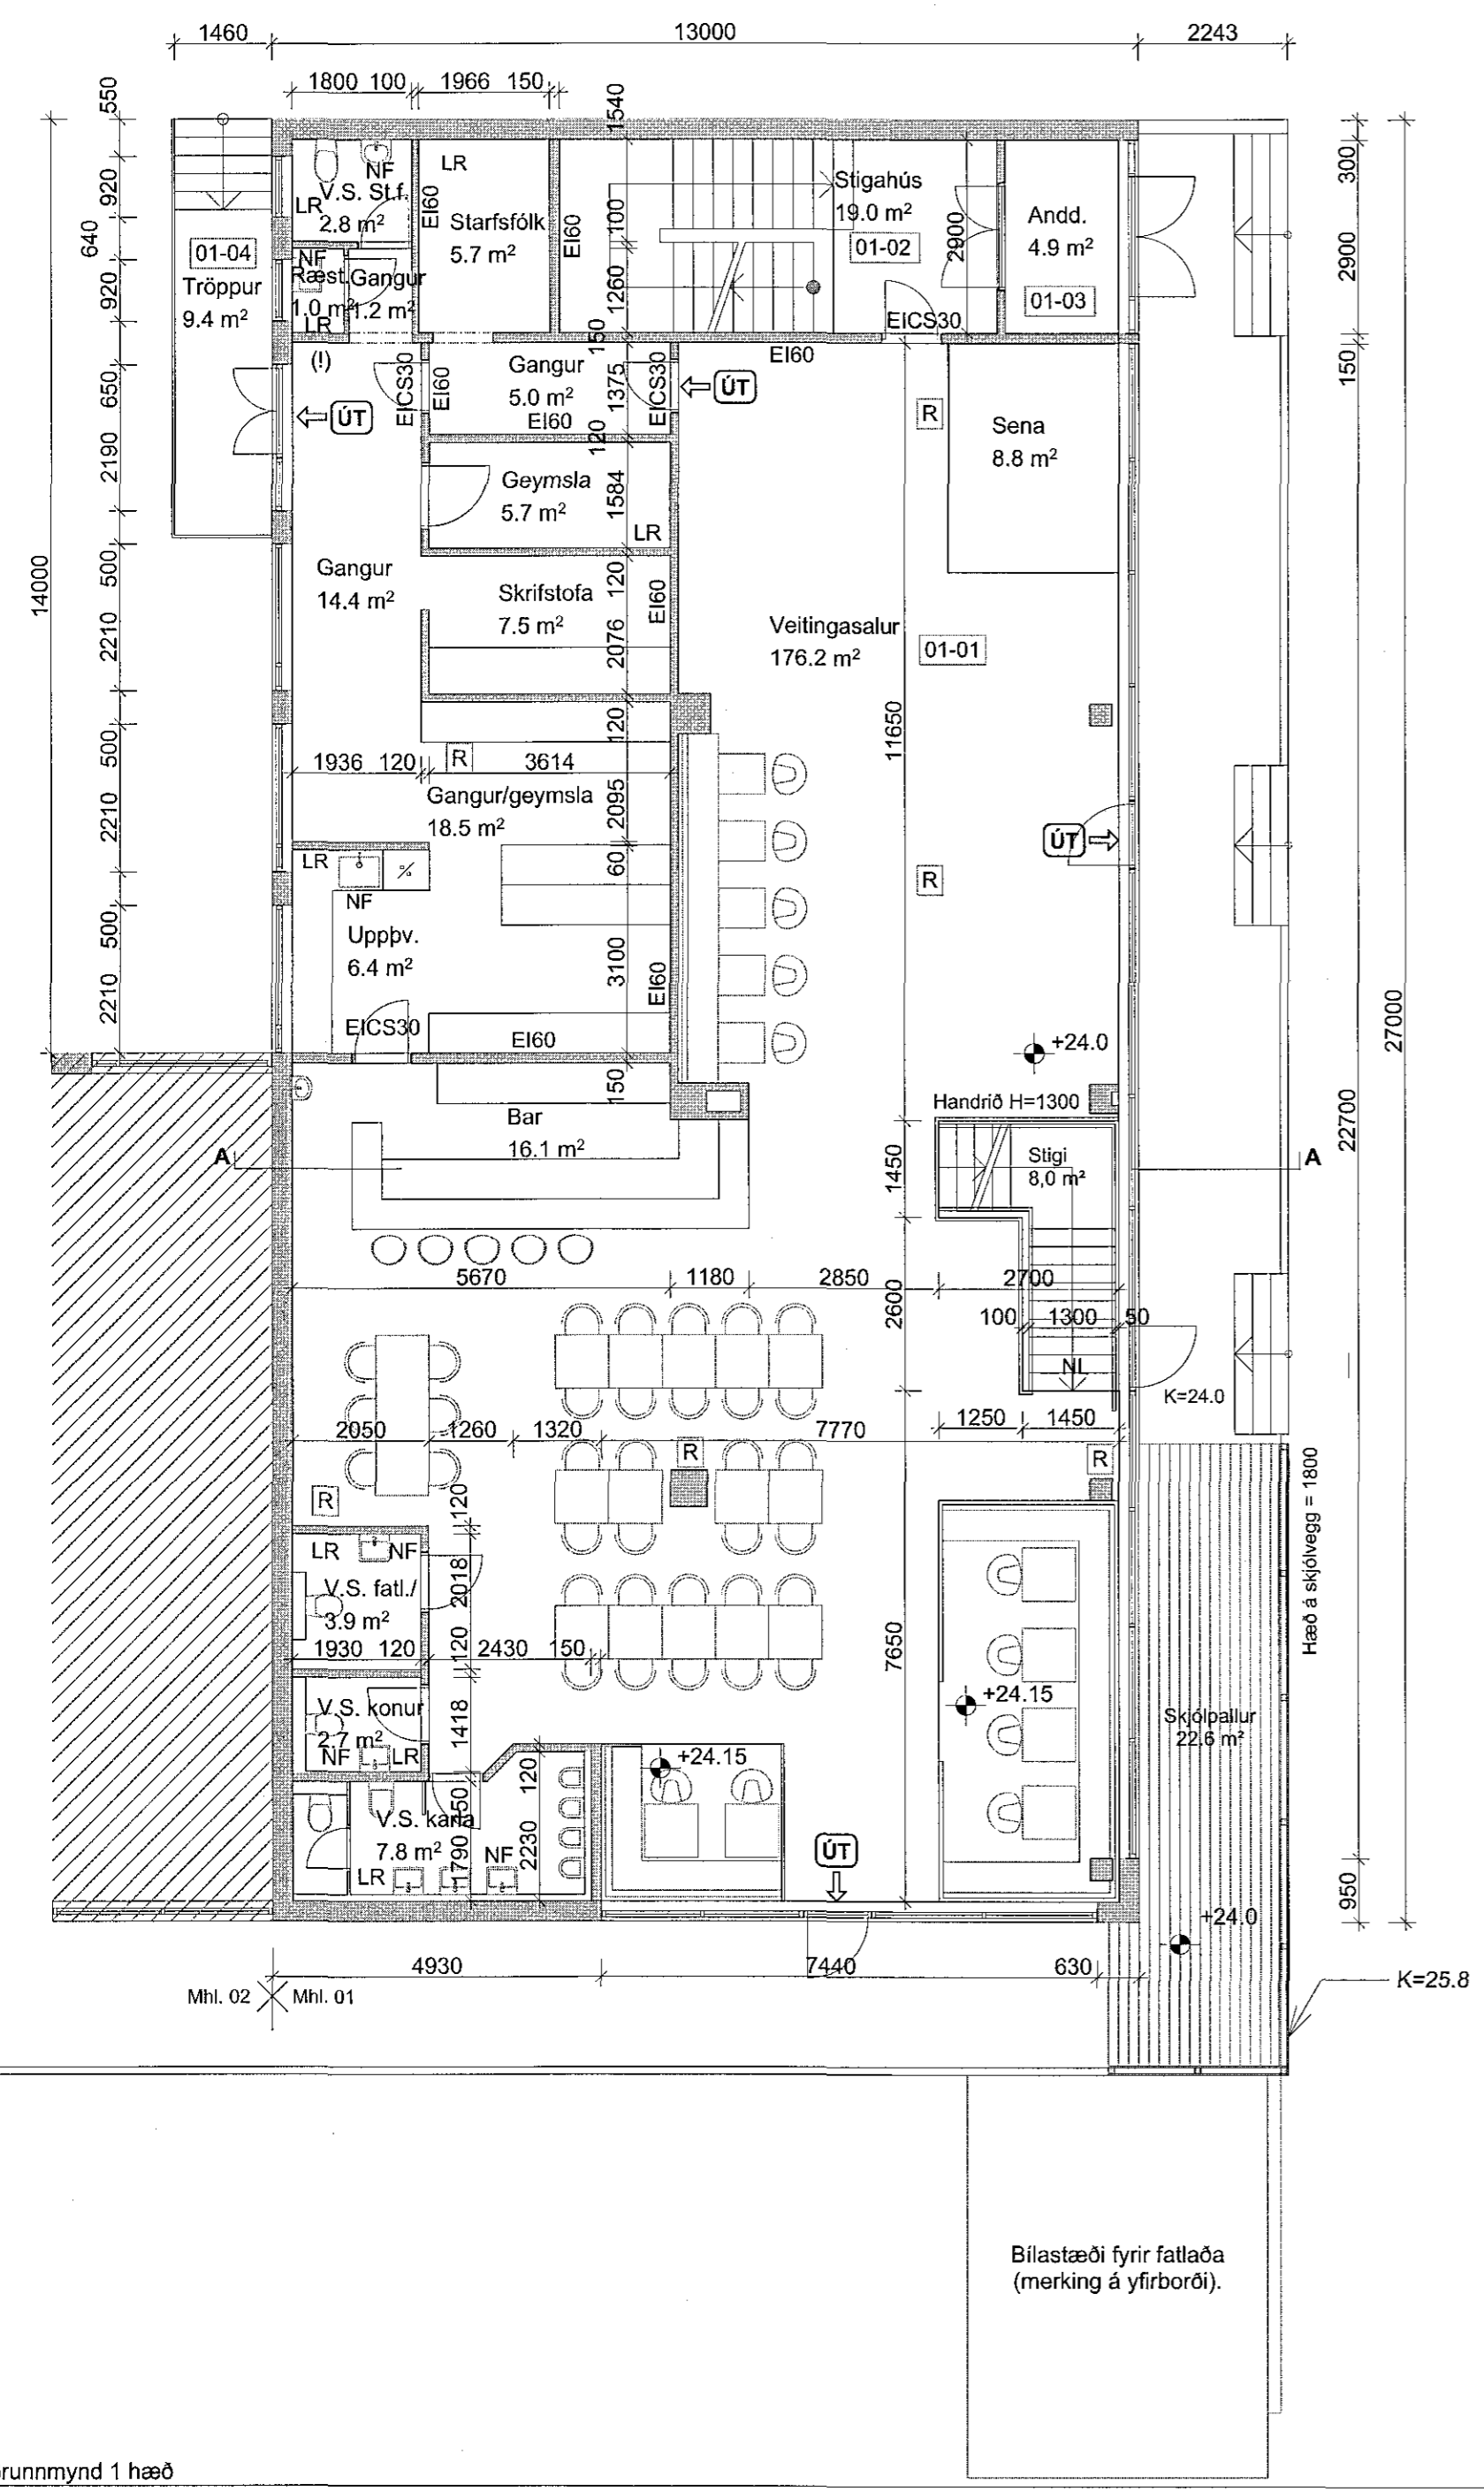 1460
13000
2243
1800 100
1966 150
550
920
640
920
650
2190
500
2210
500
2210
500
2210
14000
1540
100
1260
150
1375
120
1584
120
2076
120
2095
60
3100
150
300
2900
150
22700
950
27000
NF
V.S. St.f.
LR
2.8 m²
EI60
LR
Starfsfólk
5.7 m²
EI60
Stigahús
19.0 m²
01-02
2900
Andd.
4.9 m²
01-03
01-04
Tröppur
9.4 m²
NF
Ræst.
1.0 m²
LR
Gangur
1.2 m²
EICS30
EI60
(!)
ÚT
EICS30
EI60
Gangur
5.0 m²
EI60
EICS30
ÚT
R
Sena
8.8 m²
Geymsla
5.7 m²
LR
Gangur
14.4 m²
Skrifstofa
7.5 m²
EI60
Veitingasalur
176.2 m²
01-01
11650
1936 120
R
3614
Gangur/geymsla
18.5 m²
ÚT
LR
NF
R
Uppþv.
6.4 m²
EI60
EICS30
EI60
+24.0
Handrið H=1300
Bar
16.1 m²
A
Stigi
8,0 m²
A
1450
5670
1180
2850
2700
2600
100 1300 50
NL
K=24.0
1250
1450
2050
1260
1320
7770
R
R
R
Hæð á skjólvegg = 1800
120
LR
NF
V.S. fatl./
3.9 m²
2018
1930 120
120
2430 150
7650
V.S. konur
2.7 m²
NF
LR
1418
+24.15
Skjólpallur
22.6 m²
+24.15
120
150
V.S. karla
7.8 m²
1790
NF
2230
LR
ÚT
+24.0
4930
7440
630
Mhl. 02
Mhl. 01
K=25.8
Bílastæði fyrir fatlaða
(merking á yfirborði).
runnmynd 1 hæð